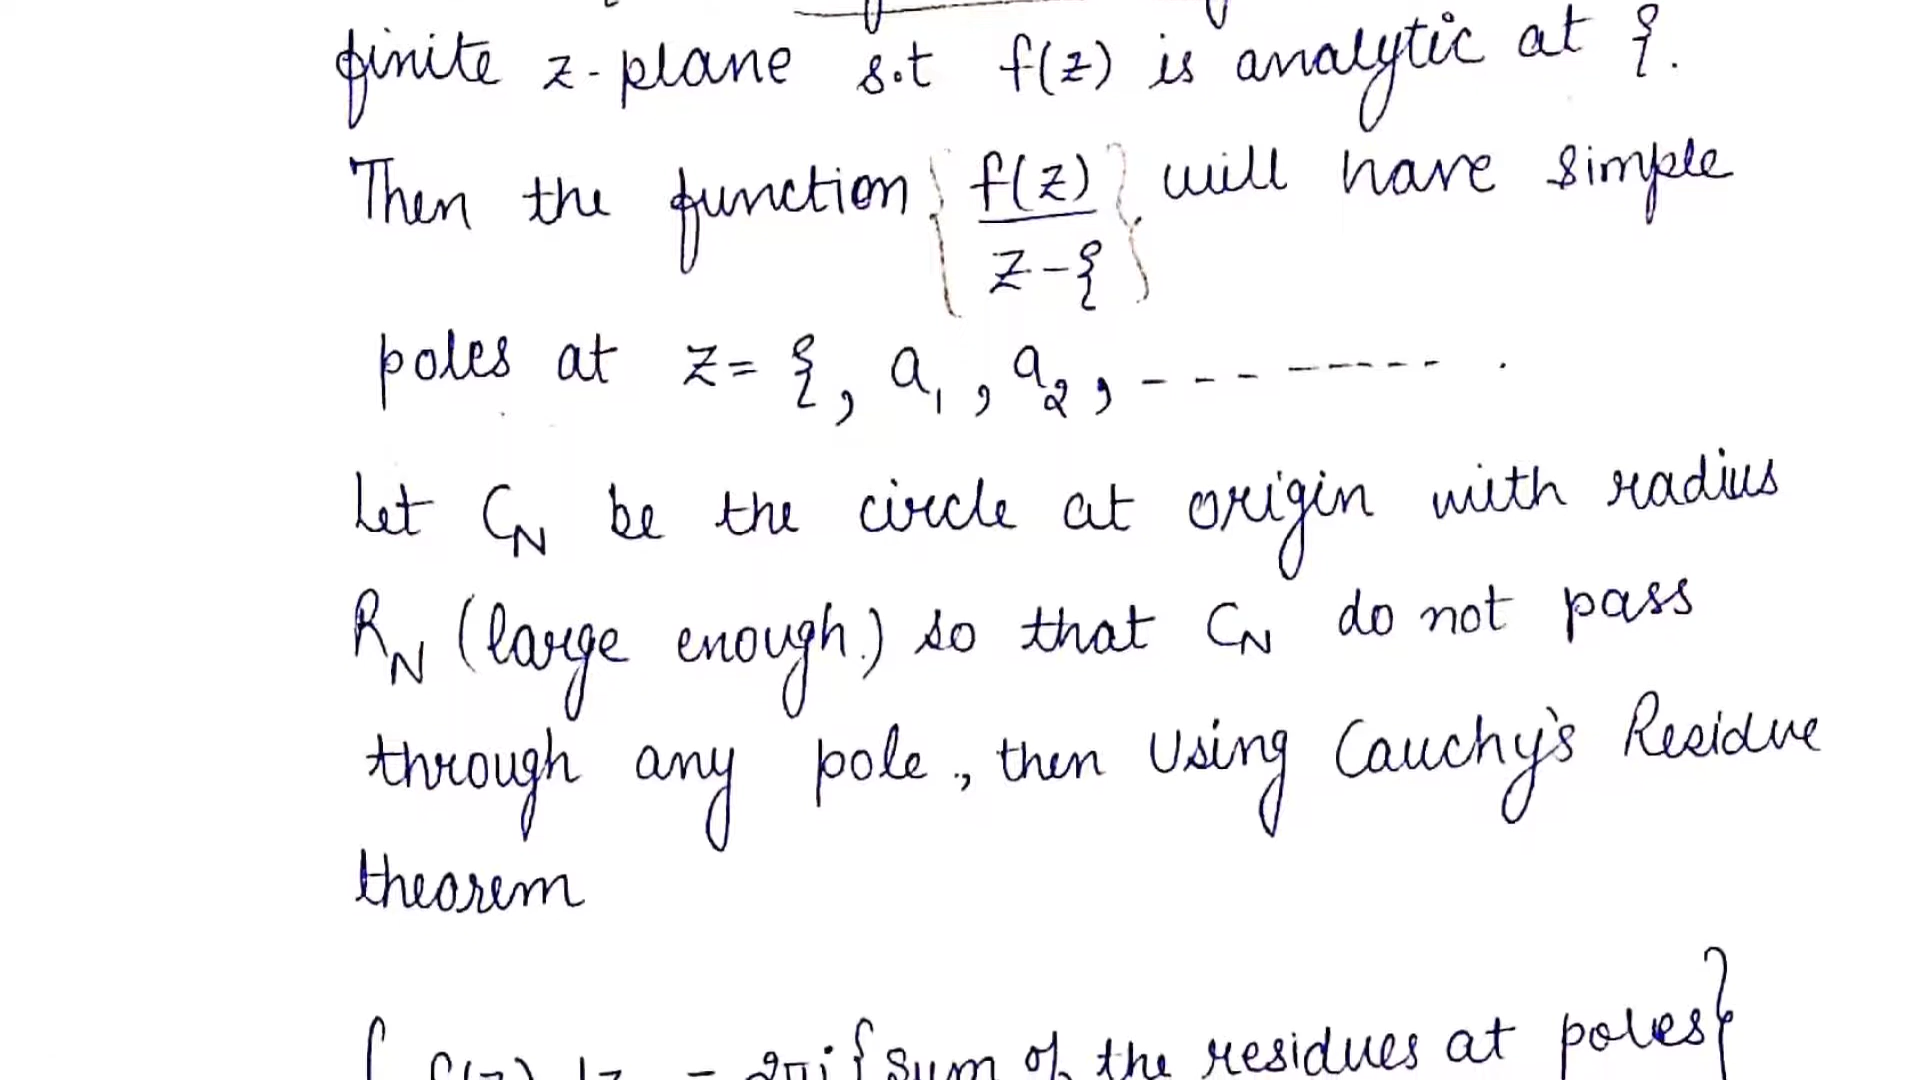 finite z-plane s.t f(z) is analytic at ξ.
Then the function { f(z) / z-ξ } will have simple
poles at z= ξ, a₁, a₂, - - - - - - - - .
Let C_N be the circle at origin with radius
R_N (large enough) so that C_N do not pass
through any pole, then Using Cauchy's Residue
theorem
∫ f(z) dz = 2πi { sum of the residues at poles}